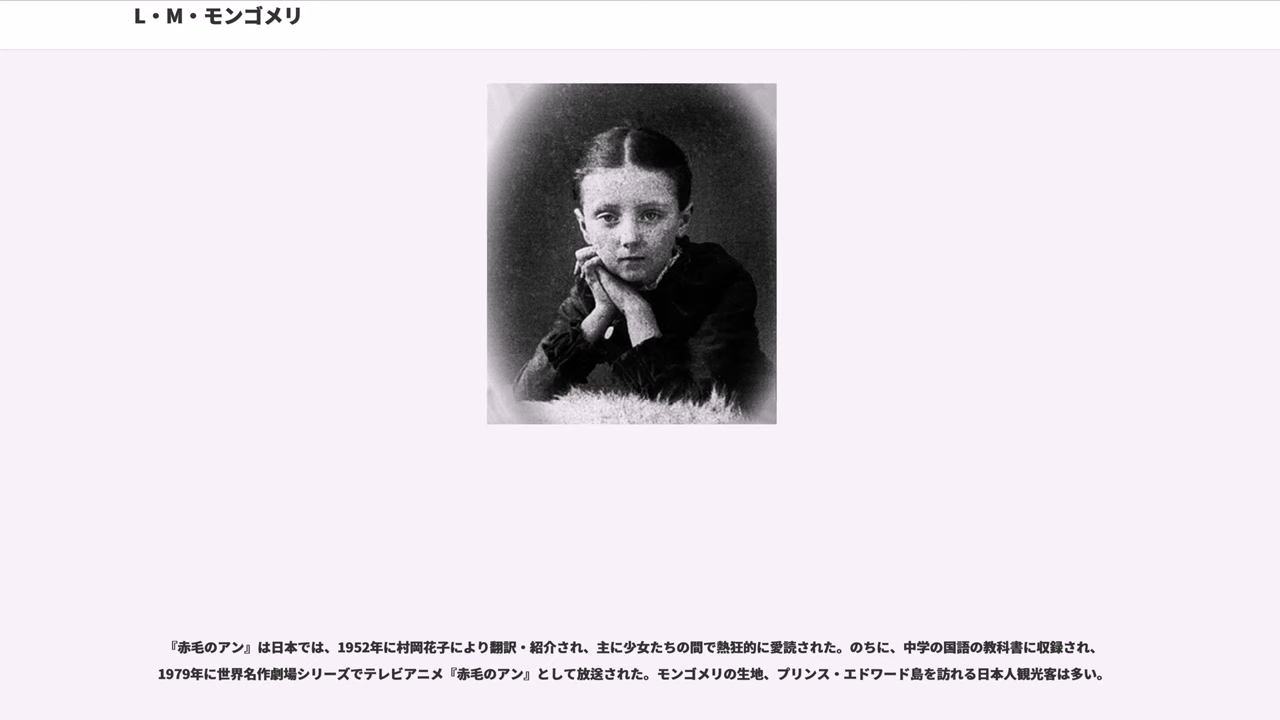 L・M・モンゴメリ
『赤毛のアン』は日本では、1952年に村岡花子により翻訳・紹介され、主に少女たちの間で熱狂的に愛読された。のちに、中学の国語の教科書に収録され、
1979年に世界名作劇場シリーズでテレビアニメ『赤毛のアン』として放送された。モンゴメリの生地、プリンス・エドワード島を訪れる日本人観光客は多い。